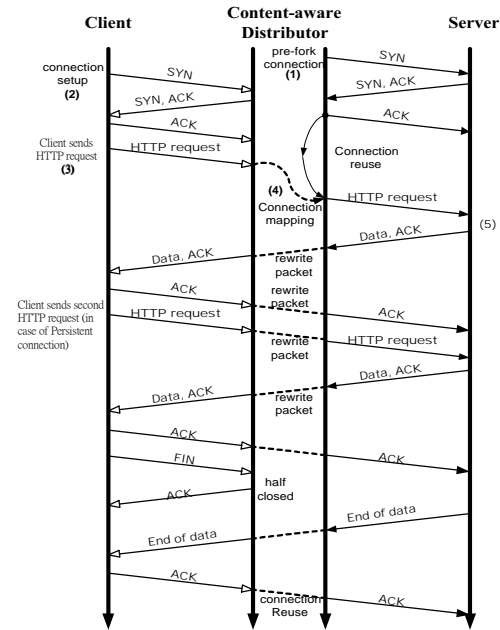 Client
Content-aware
Distributor
Server
pre-fork
connection
(1)
SYN
connection
setup
(2)
SYN
SYN, ACK
SYN, ACK
ACK
ACK
Client sends
HTTP request
(3)
HTTP request
Connection
reuse
(4)
Connection
mapping
HTTP request
(5)
Data, ACK
Data, ACK
rewrite
packet
Client sends second
HTTP request (in
case of Persistent
connection)
ACK
rewrite
packet
ACK
HTTP request
rewrite
packet
HTTP request
Data, ACK
Data, ACK
rewrite
packet
ACK
ACK
FIN
half
closed
ACK
End of data
End of data
ACK
connection
Reuse
ACK